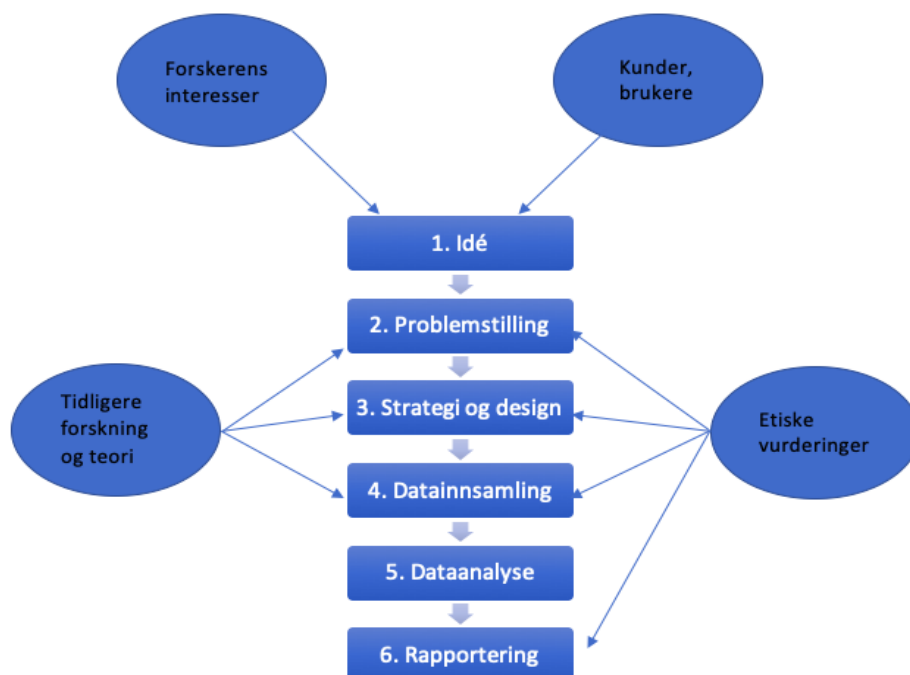 Forskerens
interesser
Kunder,
brukere
1. Idé
2. Problemstilling
3. Strategi og design
Tidligere
forskning
og teori
Etiske
vurderinger
4. Datainnsamling
5. Dataanalyse
6. Rapportering